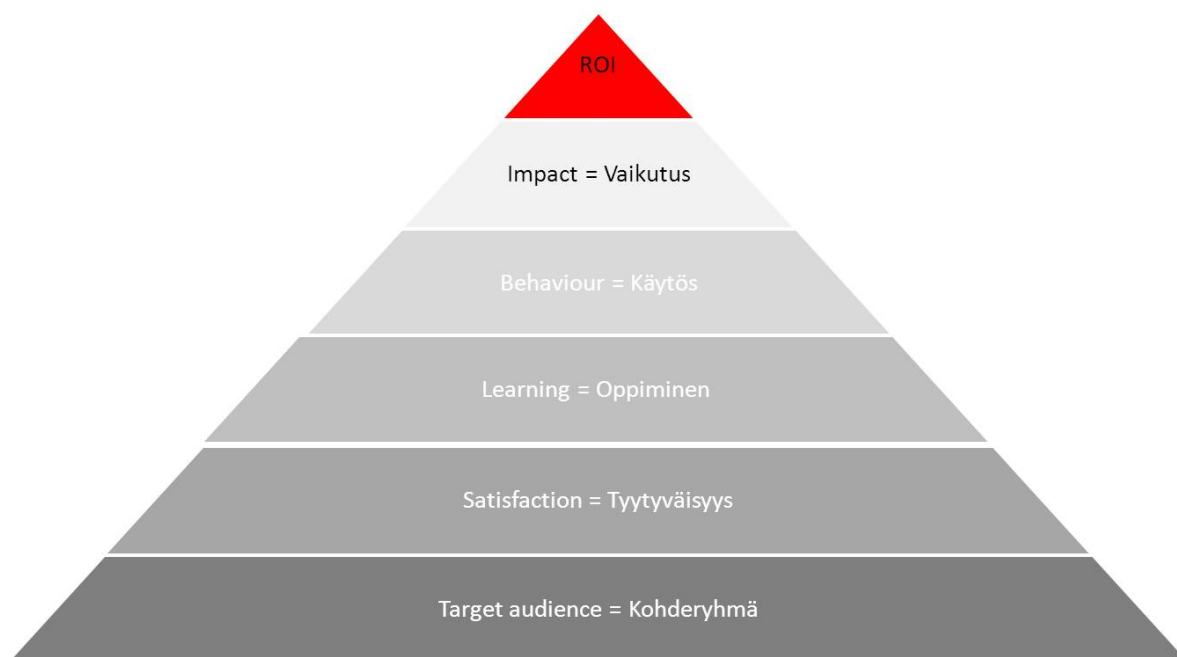 ROI
Impact = Vaikutus
Behaviour = Käytös
Learning = Oppiminen
Satisfaction = Tyytyväisyys
Target audience = Kohderyhmä